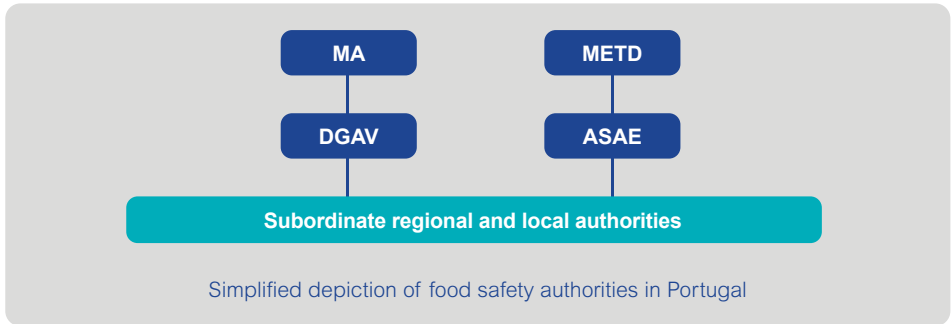 MA
METD
DGAV
ASAE
Subordinate regional and local authorities
Simplified depiction of food safety authorities in Portugal